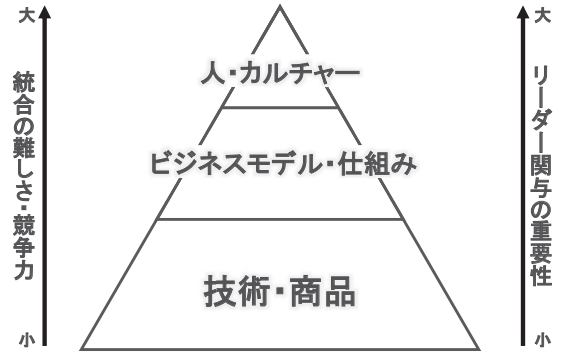 大
統合の難しさ・競争力
小
人・カルチャー
ビジネスモデル・仕組み
技術・商品
大
リーダー関与の重要性
小